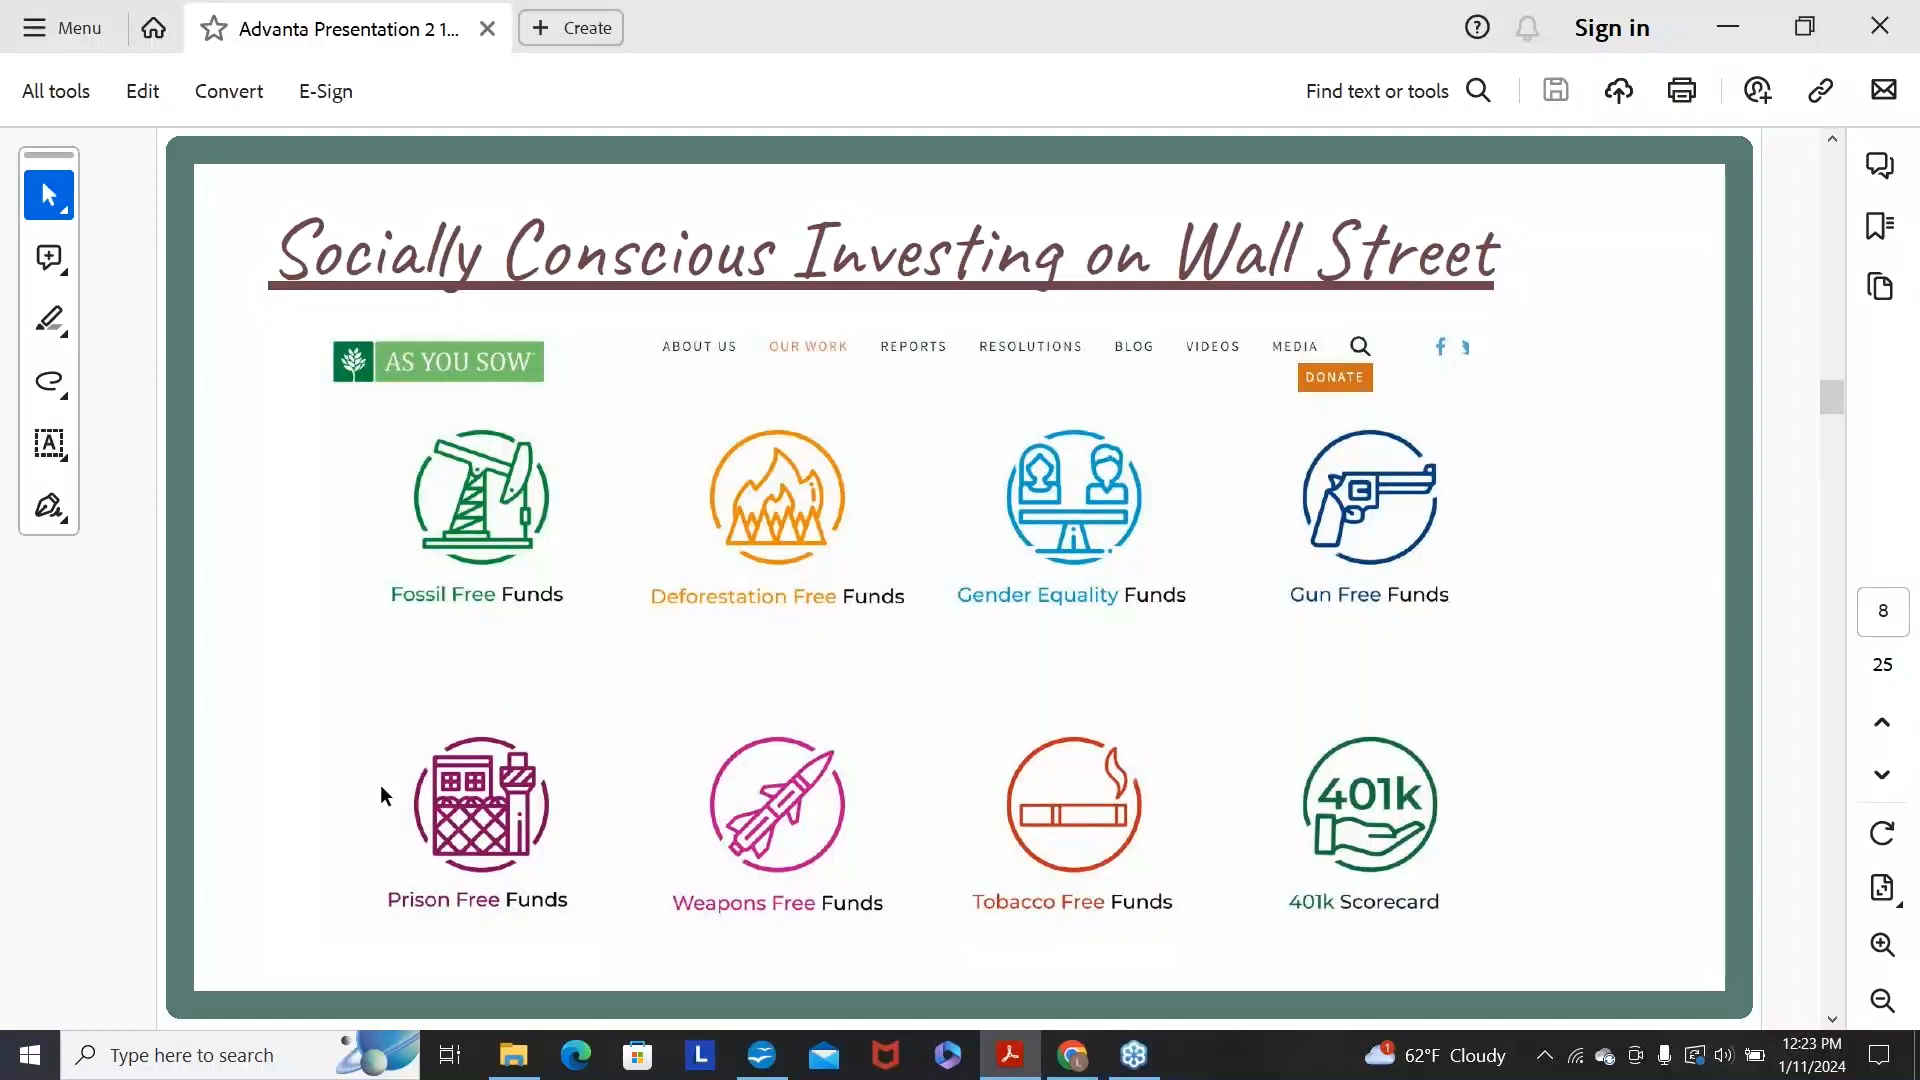 Menu
Advanta Presentation 2 1...
Create
Sign in
All tools
Edit
Convert
E-Sign
Find text or tools
Socially Conscious Investing on Wall Street
AS YOU SOW
ABOUT US OUR WORK REPORTS RESOLUTIONS BLOG VIDEOS MEDIA
DONATE
Fossil Free Funds
Deforestation Free Funds
Gender Equality Funds
Gun Free Funds
401k
Prison Free Funds
Weapons Free Funds
Tobacco Free Funds
401k Scorecard
8
25
Type here to search
L
L
1
62°F Cloudy
12:23 PM
1/11/2024